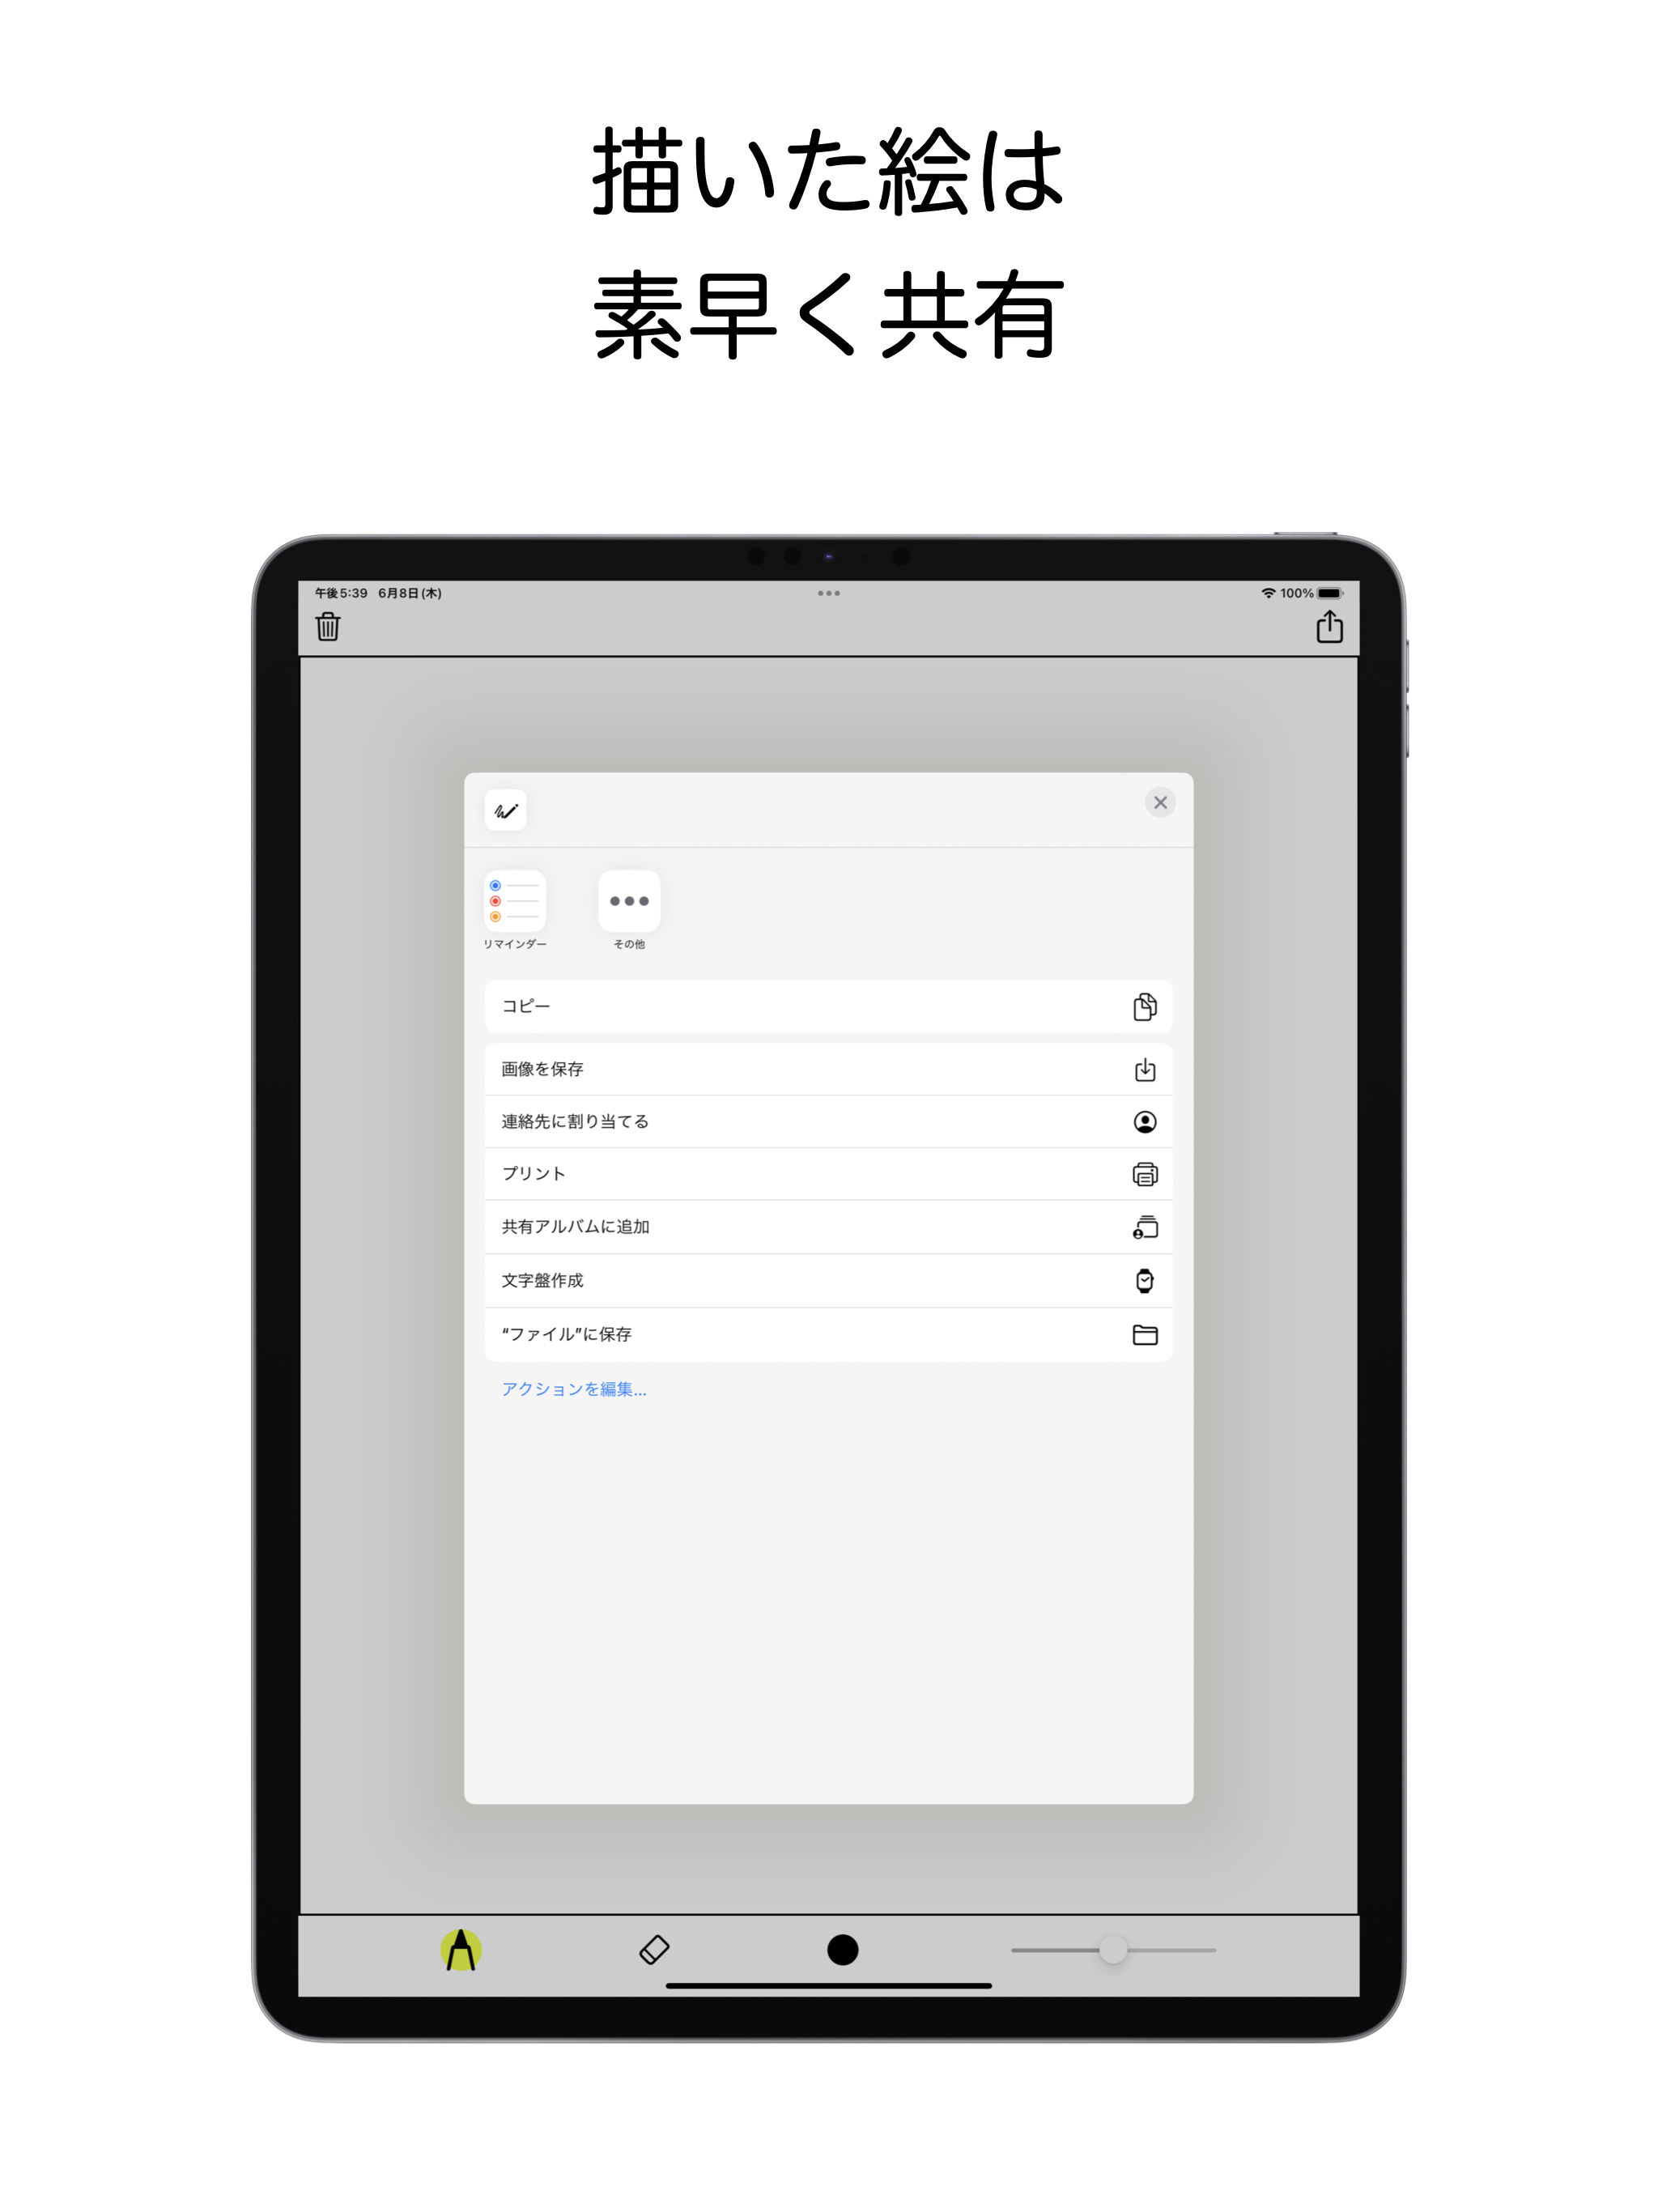 描いた絵は
素早く共有
午後5:39 6月8日(木)
100%
リマインダー
その他
コピー
画像を保存
連絡先に割り当てる
プリント
共有アルバムに追加
文字盤作成
“ファイル”に保存
アクションを編集...